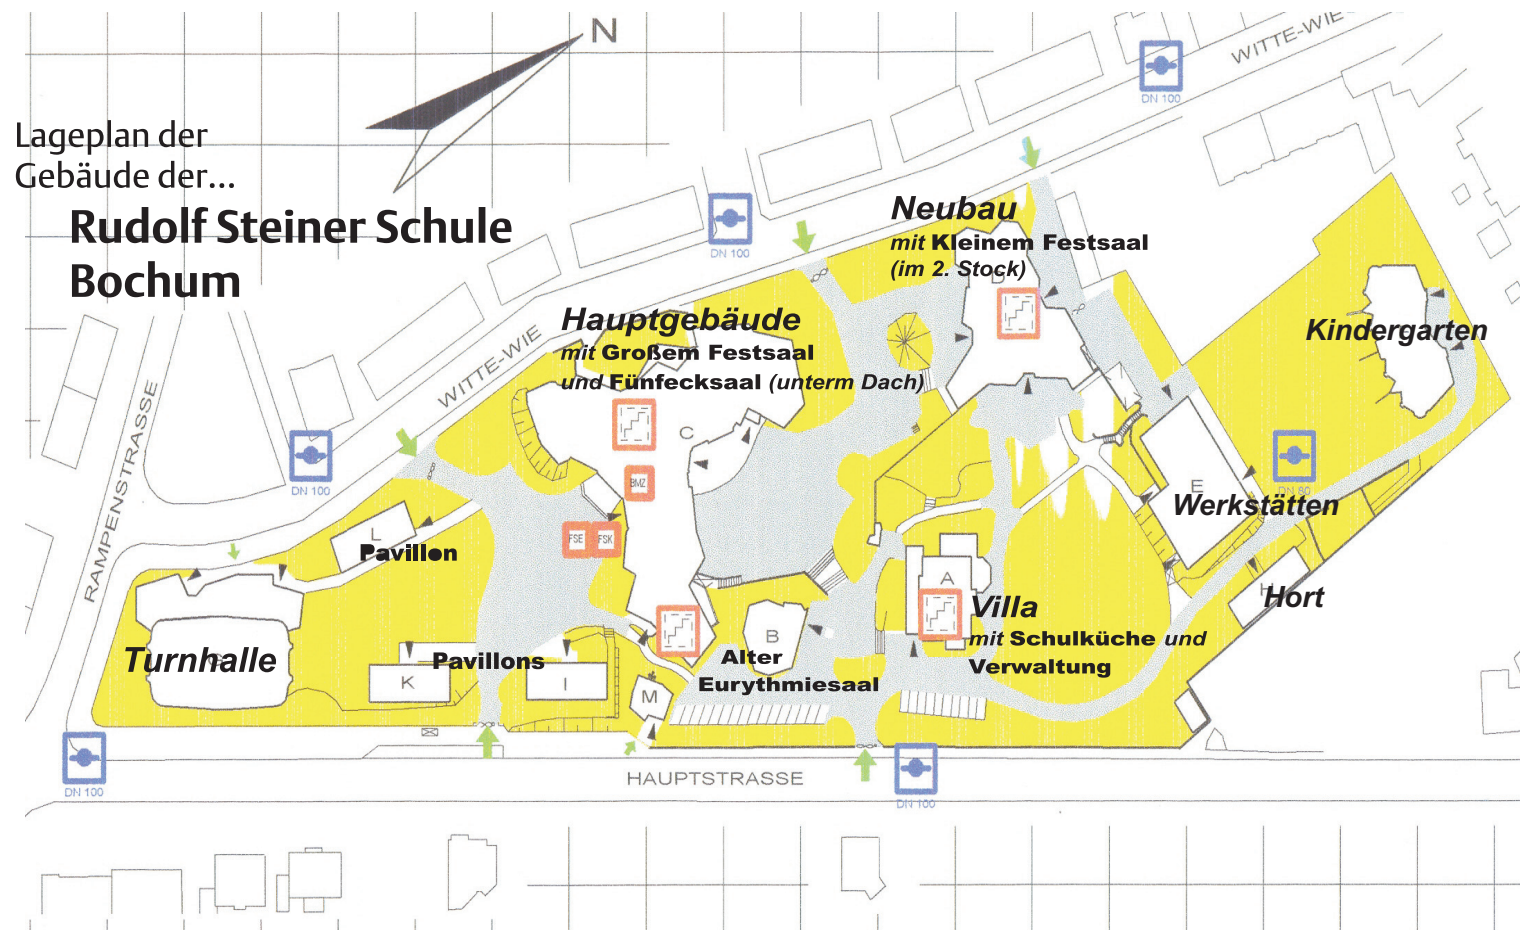 N
WITTE-WIE
DN 100
Lageplan der
Gebäude der...
Rudolf Steiner Schule
Bochum
DN 100
Neubau
mit Kleinem Festsaal
(im 2. Stock)
D
Hauptgebäude
mit Großem Festsaal
und Fünfecksaal (unterm Dach)
Kindergarten
WITTE-WIE
RAMPENSTRASSE
C
DN 100
BMZ
E
DN 80
Werkstätten
L
Pavillon
FSE
FSK
A
H
Hort
Villa
mit Schulküche und
Verwaltung
B
Alter
Eurythmiesaal
Turnhalle
Pavillons
K
I
M
DN 100
HAUPTSTRASSE
DN 100